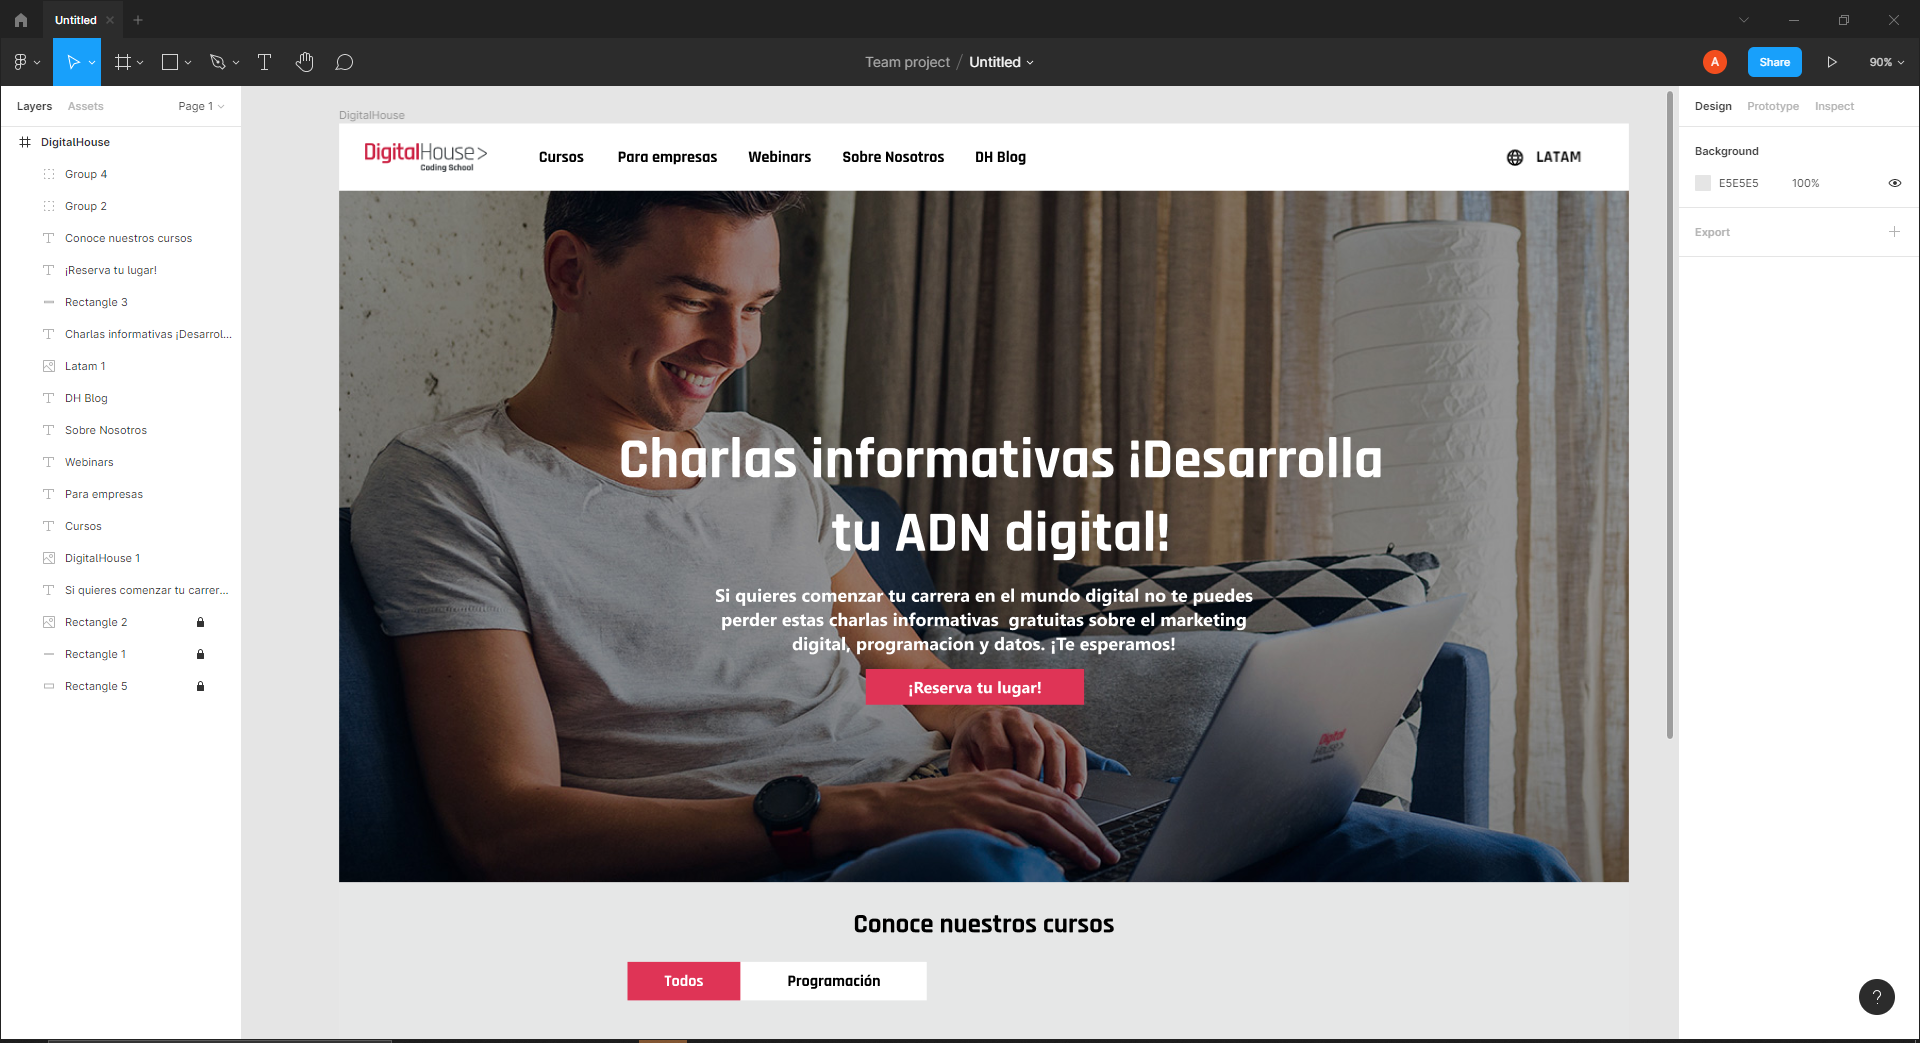 Untitled
Team project / Untitled
A
Share
90%
Layers
Assets
Page 1
DigitalHouse
Group 4
Group 2
Conoce nuestros cursos
¡Reserva tu lugar!
Rectangle 3
Charlas informativas ¡Desarrol...
Latam 1
DH Blog
Sobre Nosotros
Webinars
Para empresas
Cursos
DigitalHouse 1
Si quieres comenzar tu carrer...
Rectangle 2
Rectangle 1
Rectangle 5
DigitalHouse
DigitalHouse>
Coding School
Cursos
Para empresas
Webinars
Sobre Nosotros
DH Blog
LATAM
Charlas informativas ¡Desarrolla
tu ADN digital!
Si quieres comenzar tu carrera en el mundo digital no te puedes
perder estas charlas informativas  gratuitas sobre el marketing
digital, programacion y datos. ¡Te esperamos!
¡Reserva tu lugar!
Digital
House>
Conoce nuestros cursos
Todos
Programación
Design
Prototype
Inspect
Background
E5E5E5
100%
Export
?